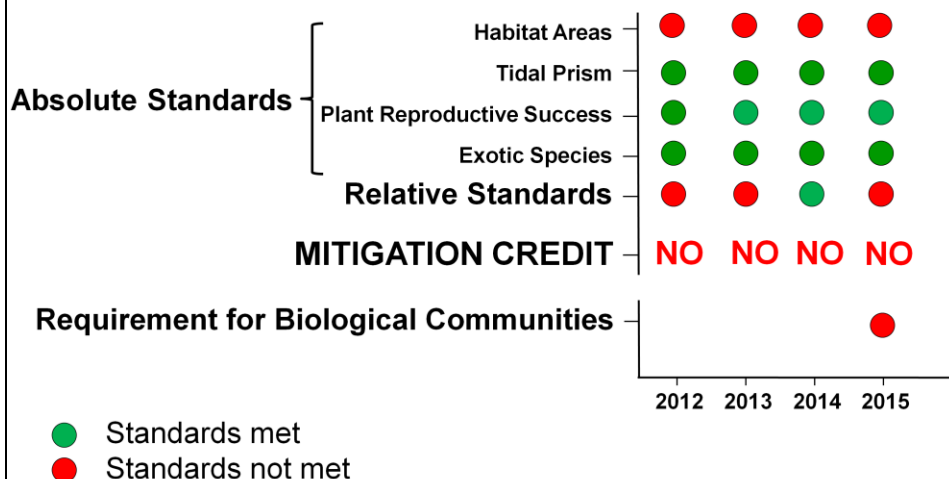 Habitat Areas
Tidal Prism
Absolute Standards
Plant Reproductive Success
Exotic Species
Relative Standards
MITIGATION CREDIT NO NO NO NO
Requirement for Biological Communities
2012 2013 2014 2015
Standards met
Standards not met